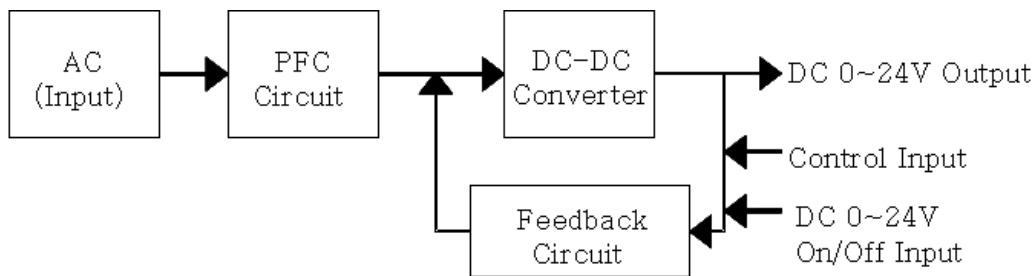 AC
(Input)
PFC
Circuit
DC-DC
Converter
DC 0~24V Output
Control Input
Feedback
Circuit
DC 0~24V
On/Off Input